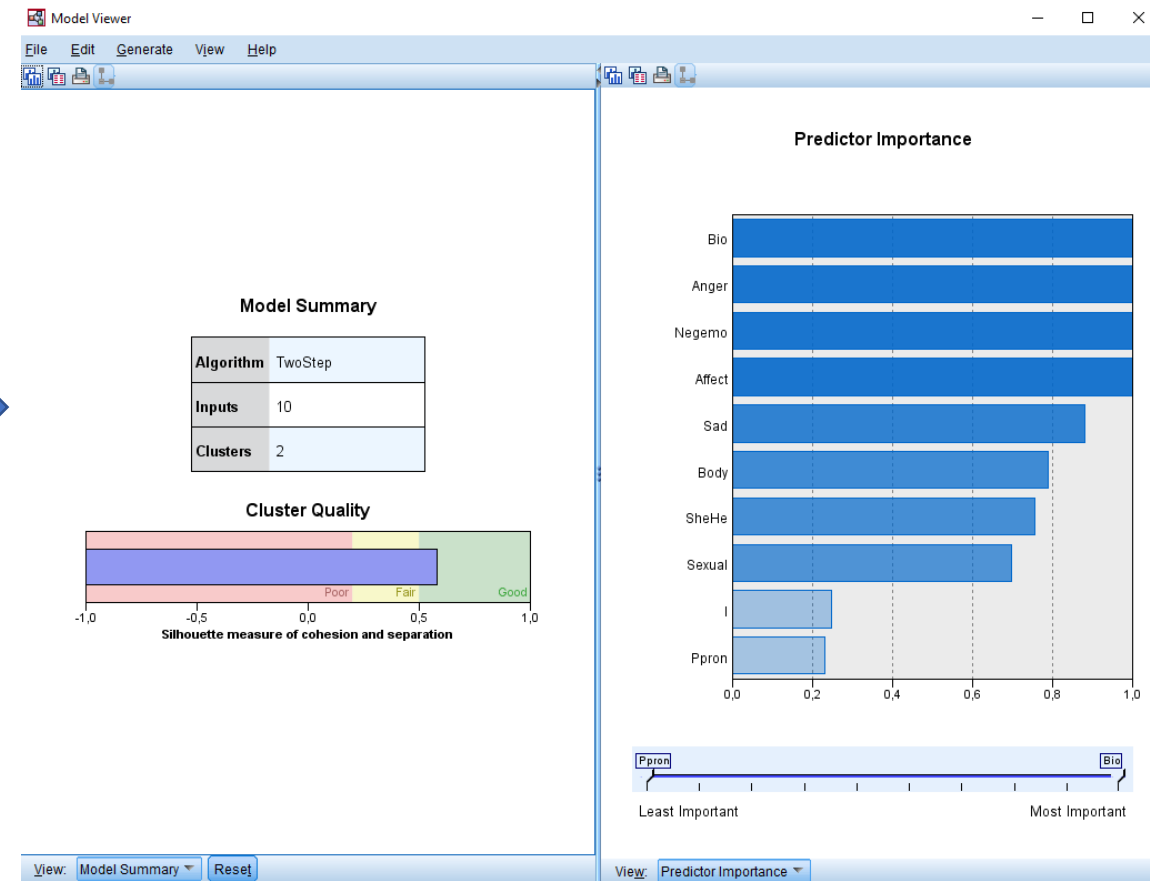 Model Viewer
File Edit Generate View Help
Model Summary
Algorithm TwoStep
Inputs 10
Clusters 2
Cluster Quality
Poor Fair Good
-1,0 -0,5 0,0 0,5 1,0
Silhouette measure of cohesion and separation
View: Model Summary Reset
Predictor Importance
Bio
Anger
Negemo
Affect
Sad
Body
SheHe
Sexual
I
Ppron
0,0 0,2 0,4 0,6 0,8 1,0
Ppron Bio
Least Important Most Important
View: Predictor Importance